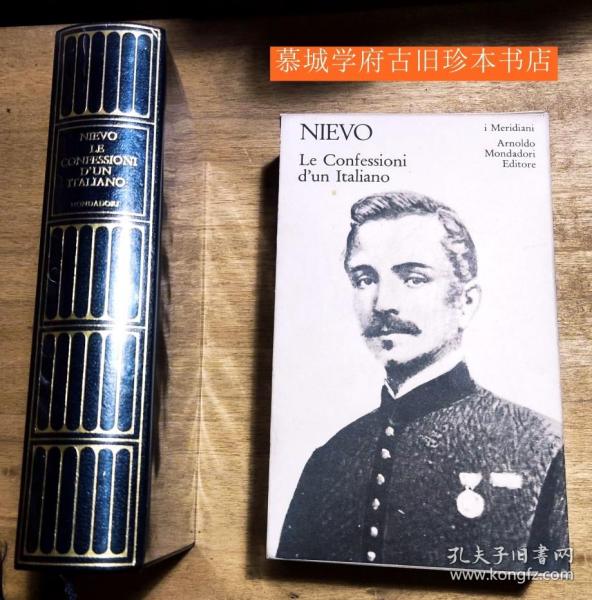 慕城学府古旧珍本书店
NIEVO
LE
CONFESSIONI
D'UN
ITALIANO
MONDADORI
NIEVO
i Meridiani
Le Confessioni
d'un Italiano
Arnoldo
Mondadori
Editore
孔夫子旧書网
www.kongfz.com